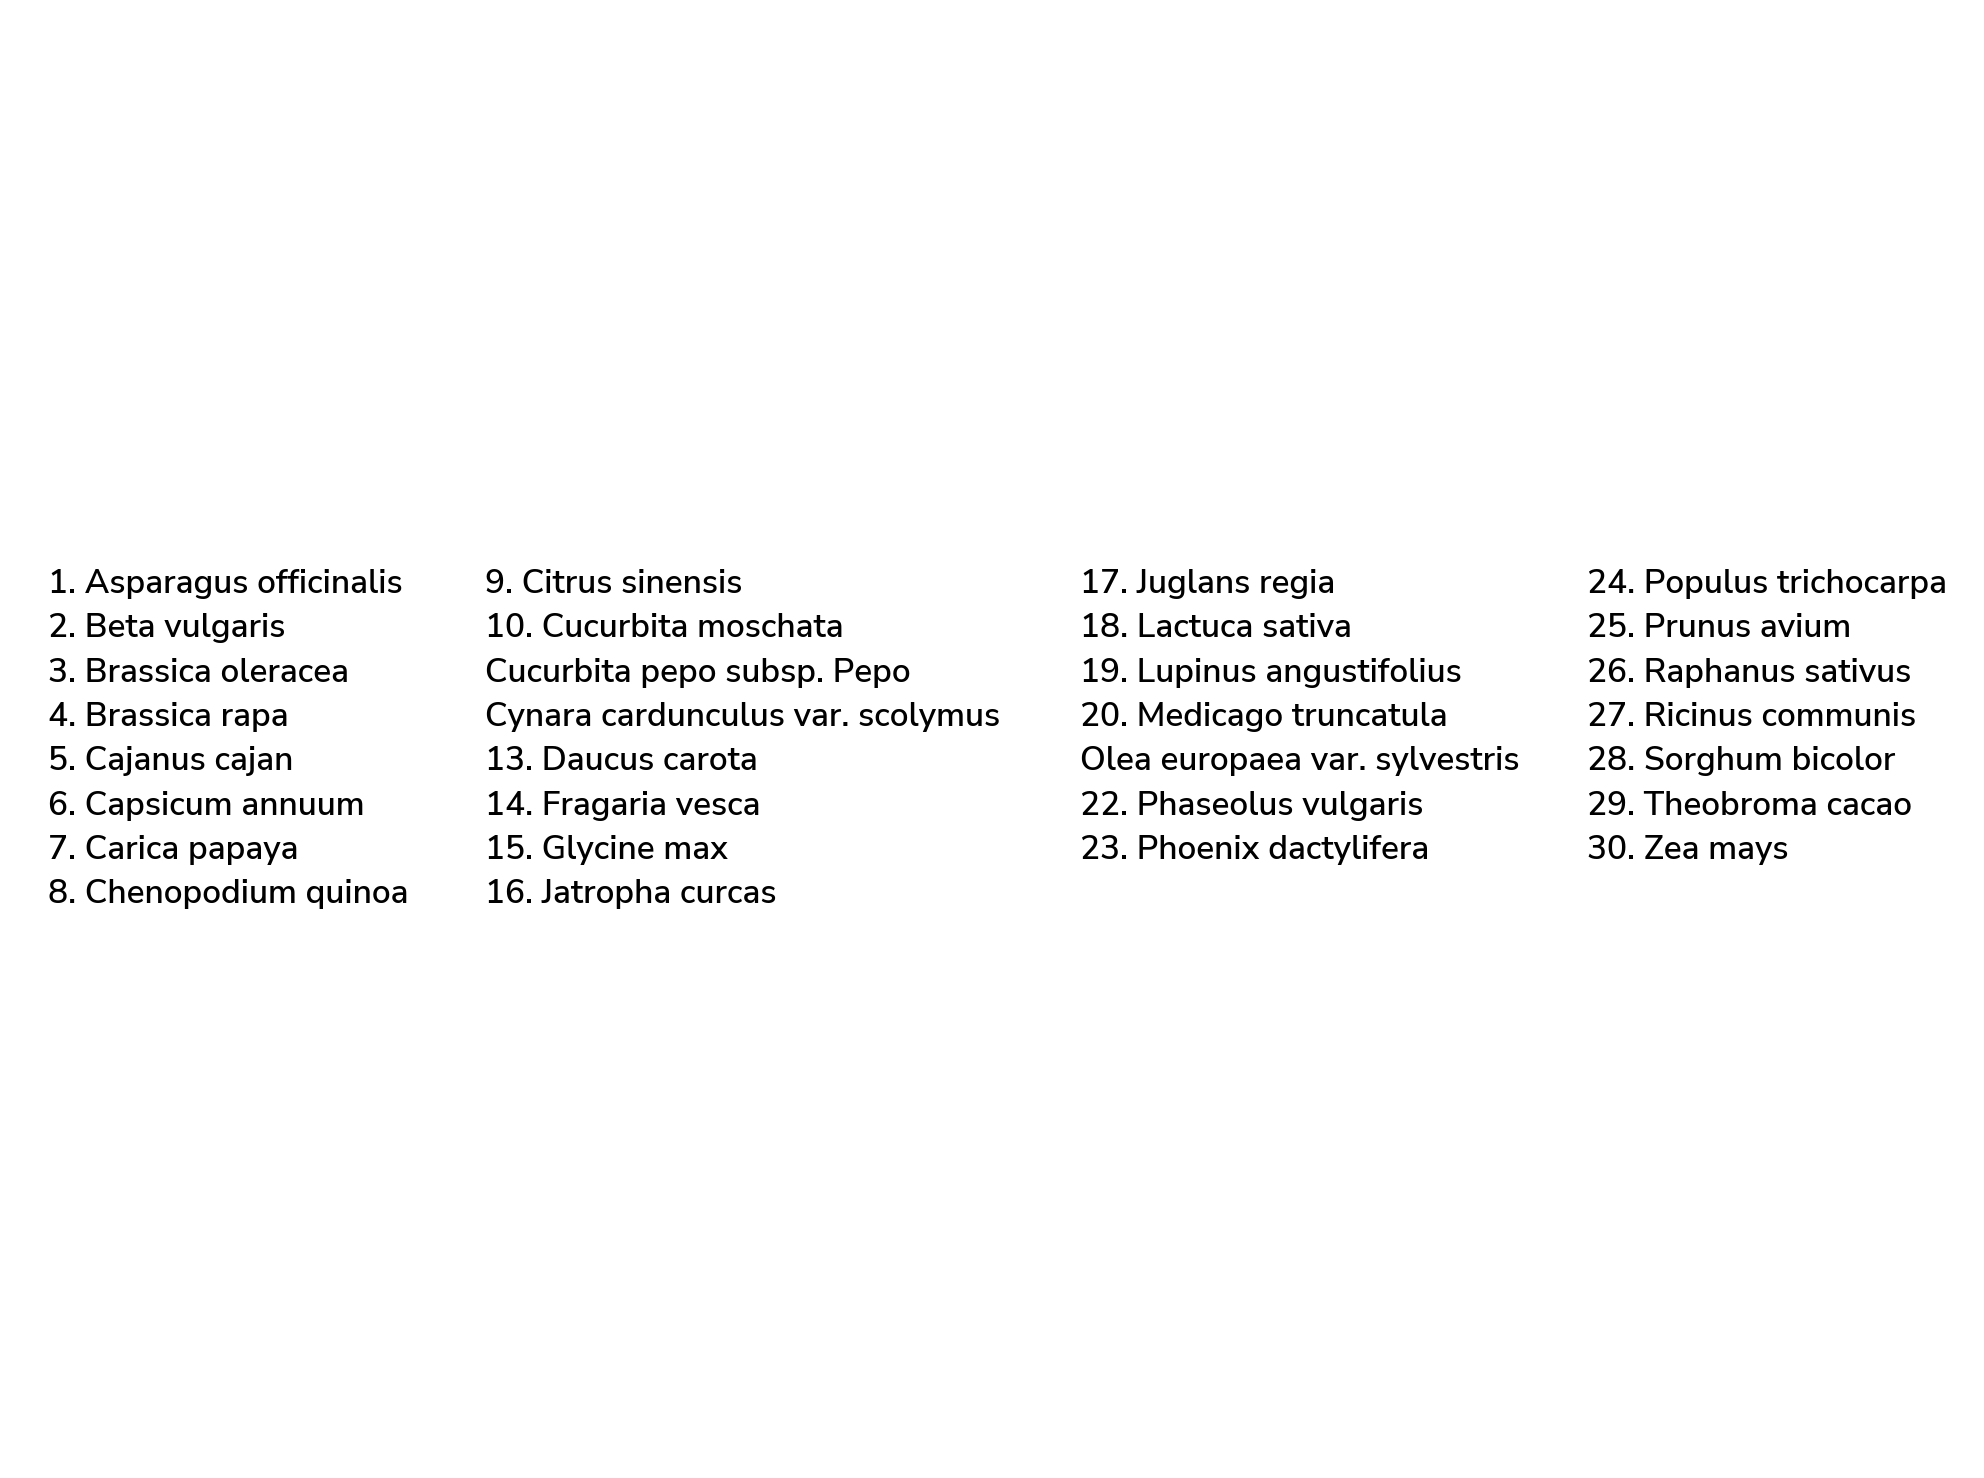 1. Asparagus officinalis
2. Beta vulgaris
3. Brassica oleracea
4. Brassica rapa
5. Cajanus cajan
6. Capsicum annuum
7. Carica papaya
8. Chenopodium quinoa
9. Citrus sinensis
10. Cucurbita moschata
Cucurbita pepo subsp. Pepo
Cynara cardunculus var. scolymus
13. Daucus carota
14. Fragaria vesca
15. Glycine max
16. Jatropha curcas
17. Juglans regia
18. Lactuca sativa
19. Lupinus angustifolius
20. Medicago truncatula
Olea europaea var. sylvestris
22. Phaseolus vulgaris
23. Phoenix dactylifera
24. Populus trichocarpa
25. Prunus avium
26. Raphanus sativus
27. Ricinus communis
28. Sorghum bicolor
29. Theobroma cacao
30. Zea mays